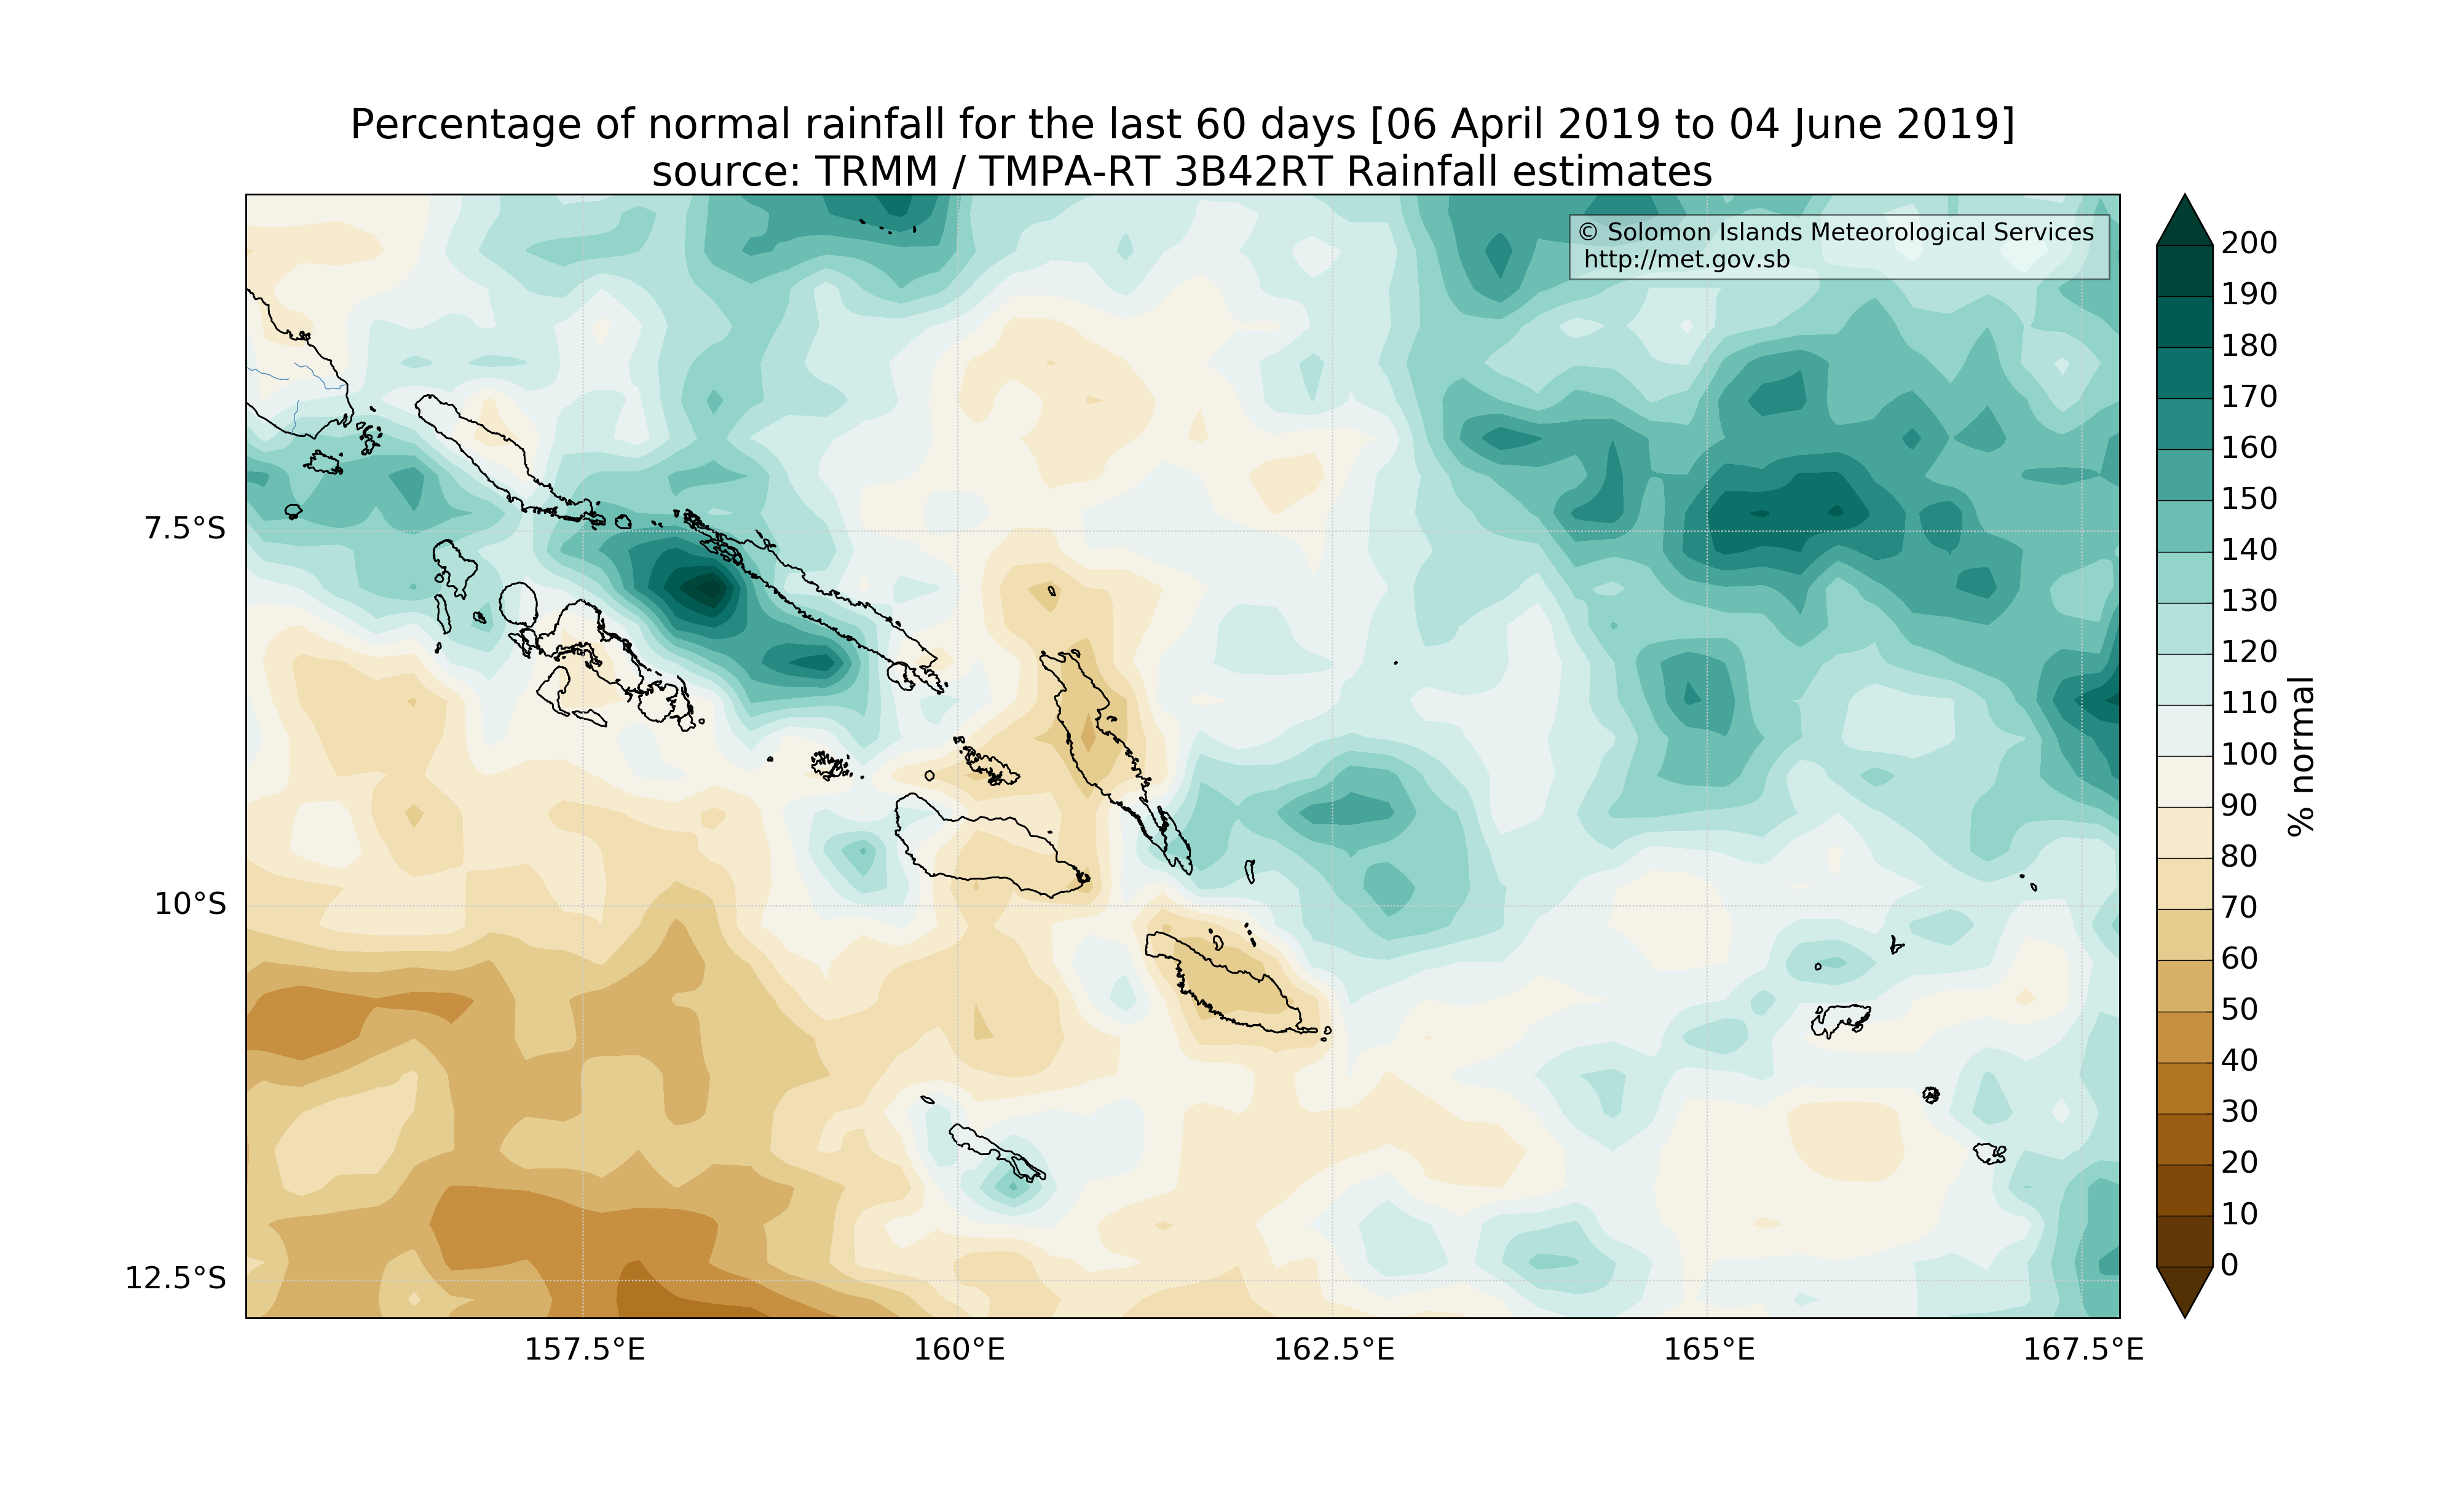 Percentage of normal rainfall for the last 60 days [06 April 2019 to 04 June 2019]
source: TRMM / TMPA-RT 3B42RT Rainfall estimates
© Solomon Islands Meteorological Services
http://met.gov.sb
7.5°S
10°S
12.5°S
157.5°E
160°E
162.5°E
165°E
167.5°E
200
190
180
170
160
150
140
130
120
110
100
90
80
70
60
50
40
30
20
10
0
% normal